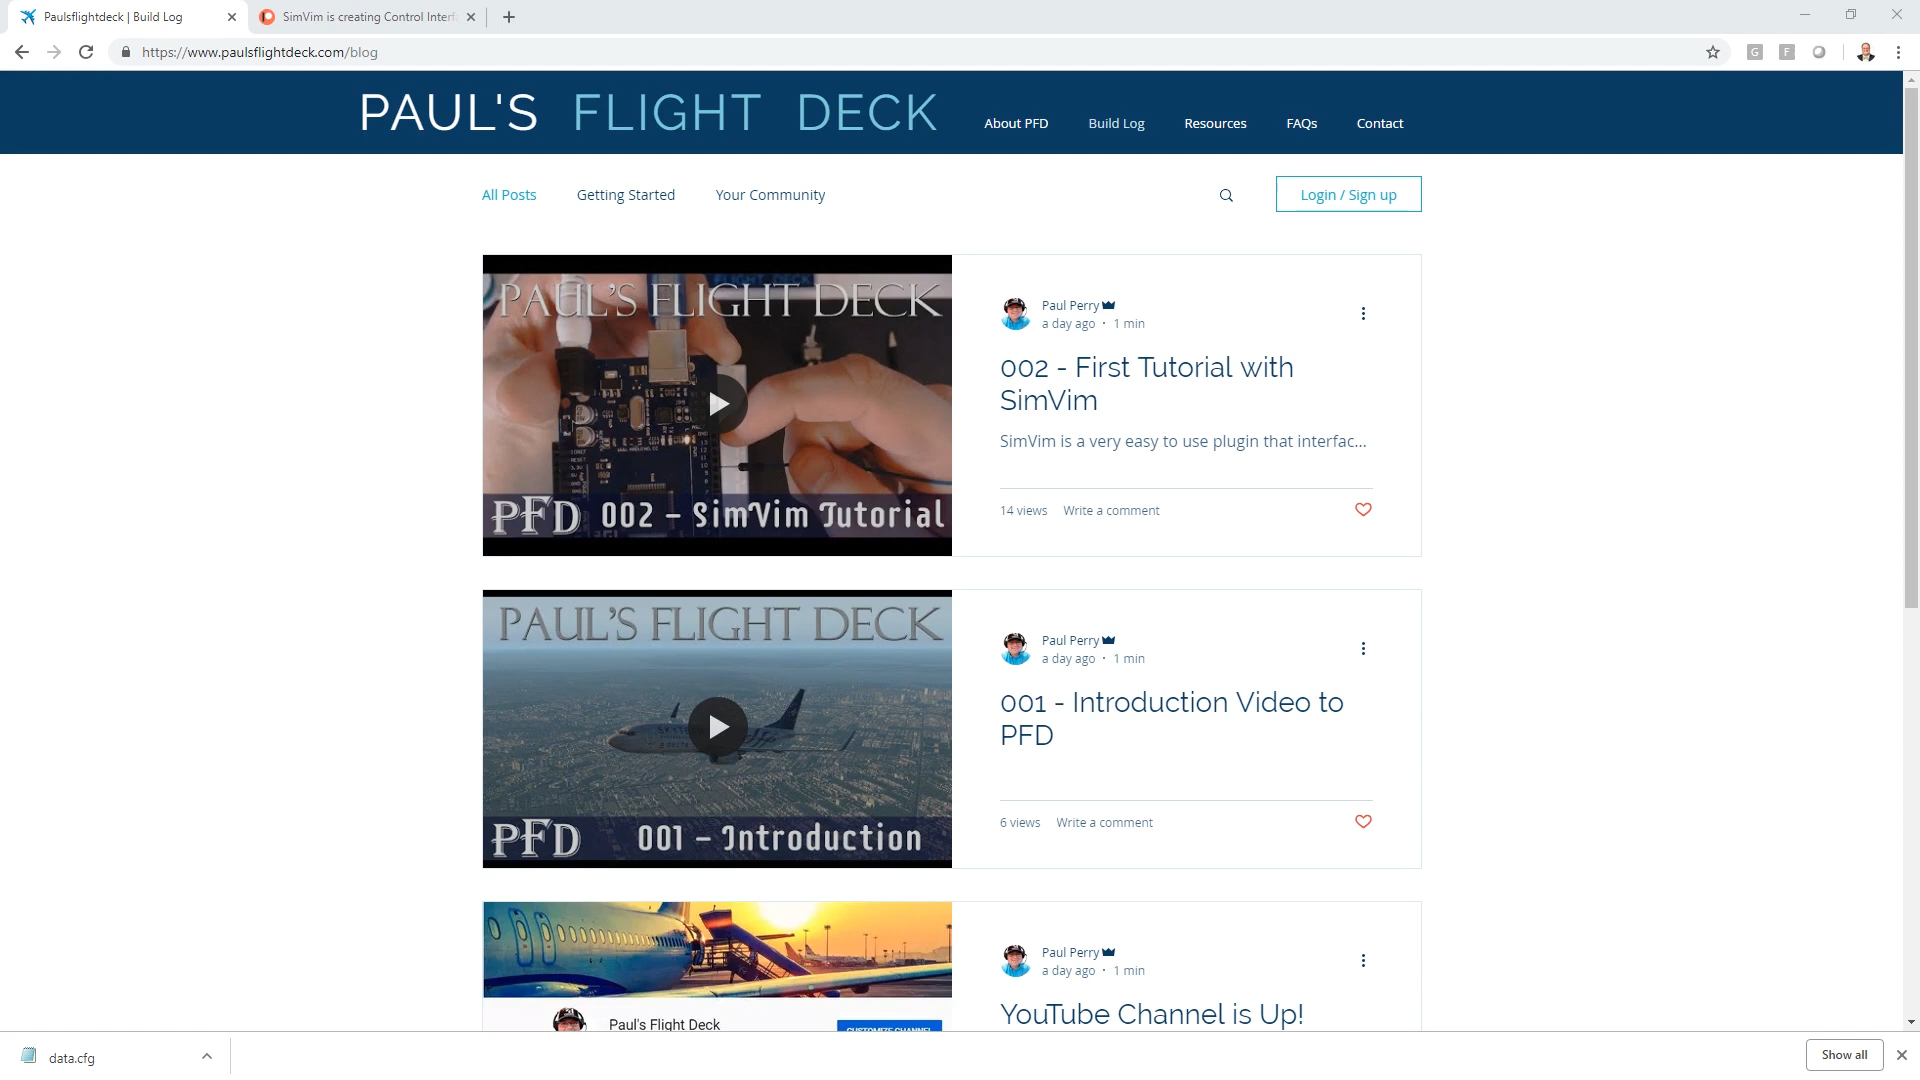 Paulsflightdeck | Build Log
SimVim is creating Control Interf
https://www.paulsflightdeck.com/blog
G
F
PAUL'S FLIGHT DECK
About PFD
Build Log
Resources
FAQs
Contact
All Posts
Getting Started
Your Community
Login / Sign up
PAUL'S FLIGHT DECK
PFD 002 – SimVim Tutorial
Paul Perry
a day ago · 1 min
002 - First Tutorial with
SimVim
SimVim is a very easy to use plugin that interfac...
14 views Write a comment
PAUL'S FLIGHT DECK
PFD 001 – Introduction
Paul Perry
a day ago · 1 min
001 - Introduction Video to
PFD
6 views Write a comment
Paul's Flight Deck
CUSTOMIZE CHANNEL
Paul Perry
a day ago · 1 min
YouTube Channel is Up!
data.cfg
Show all